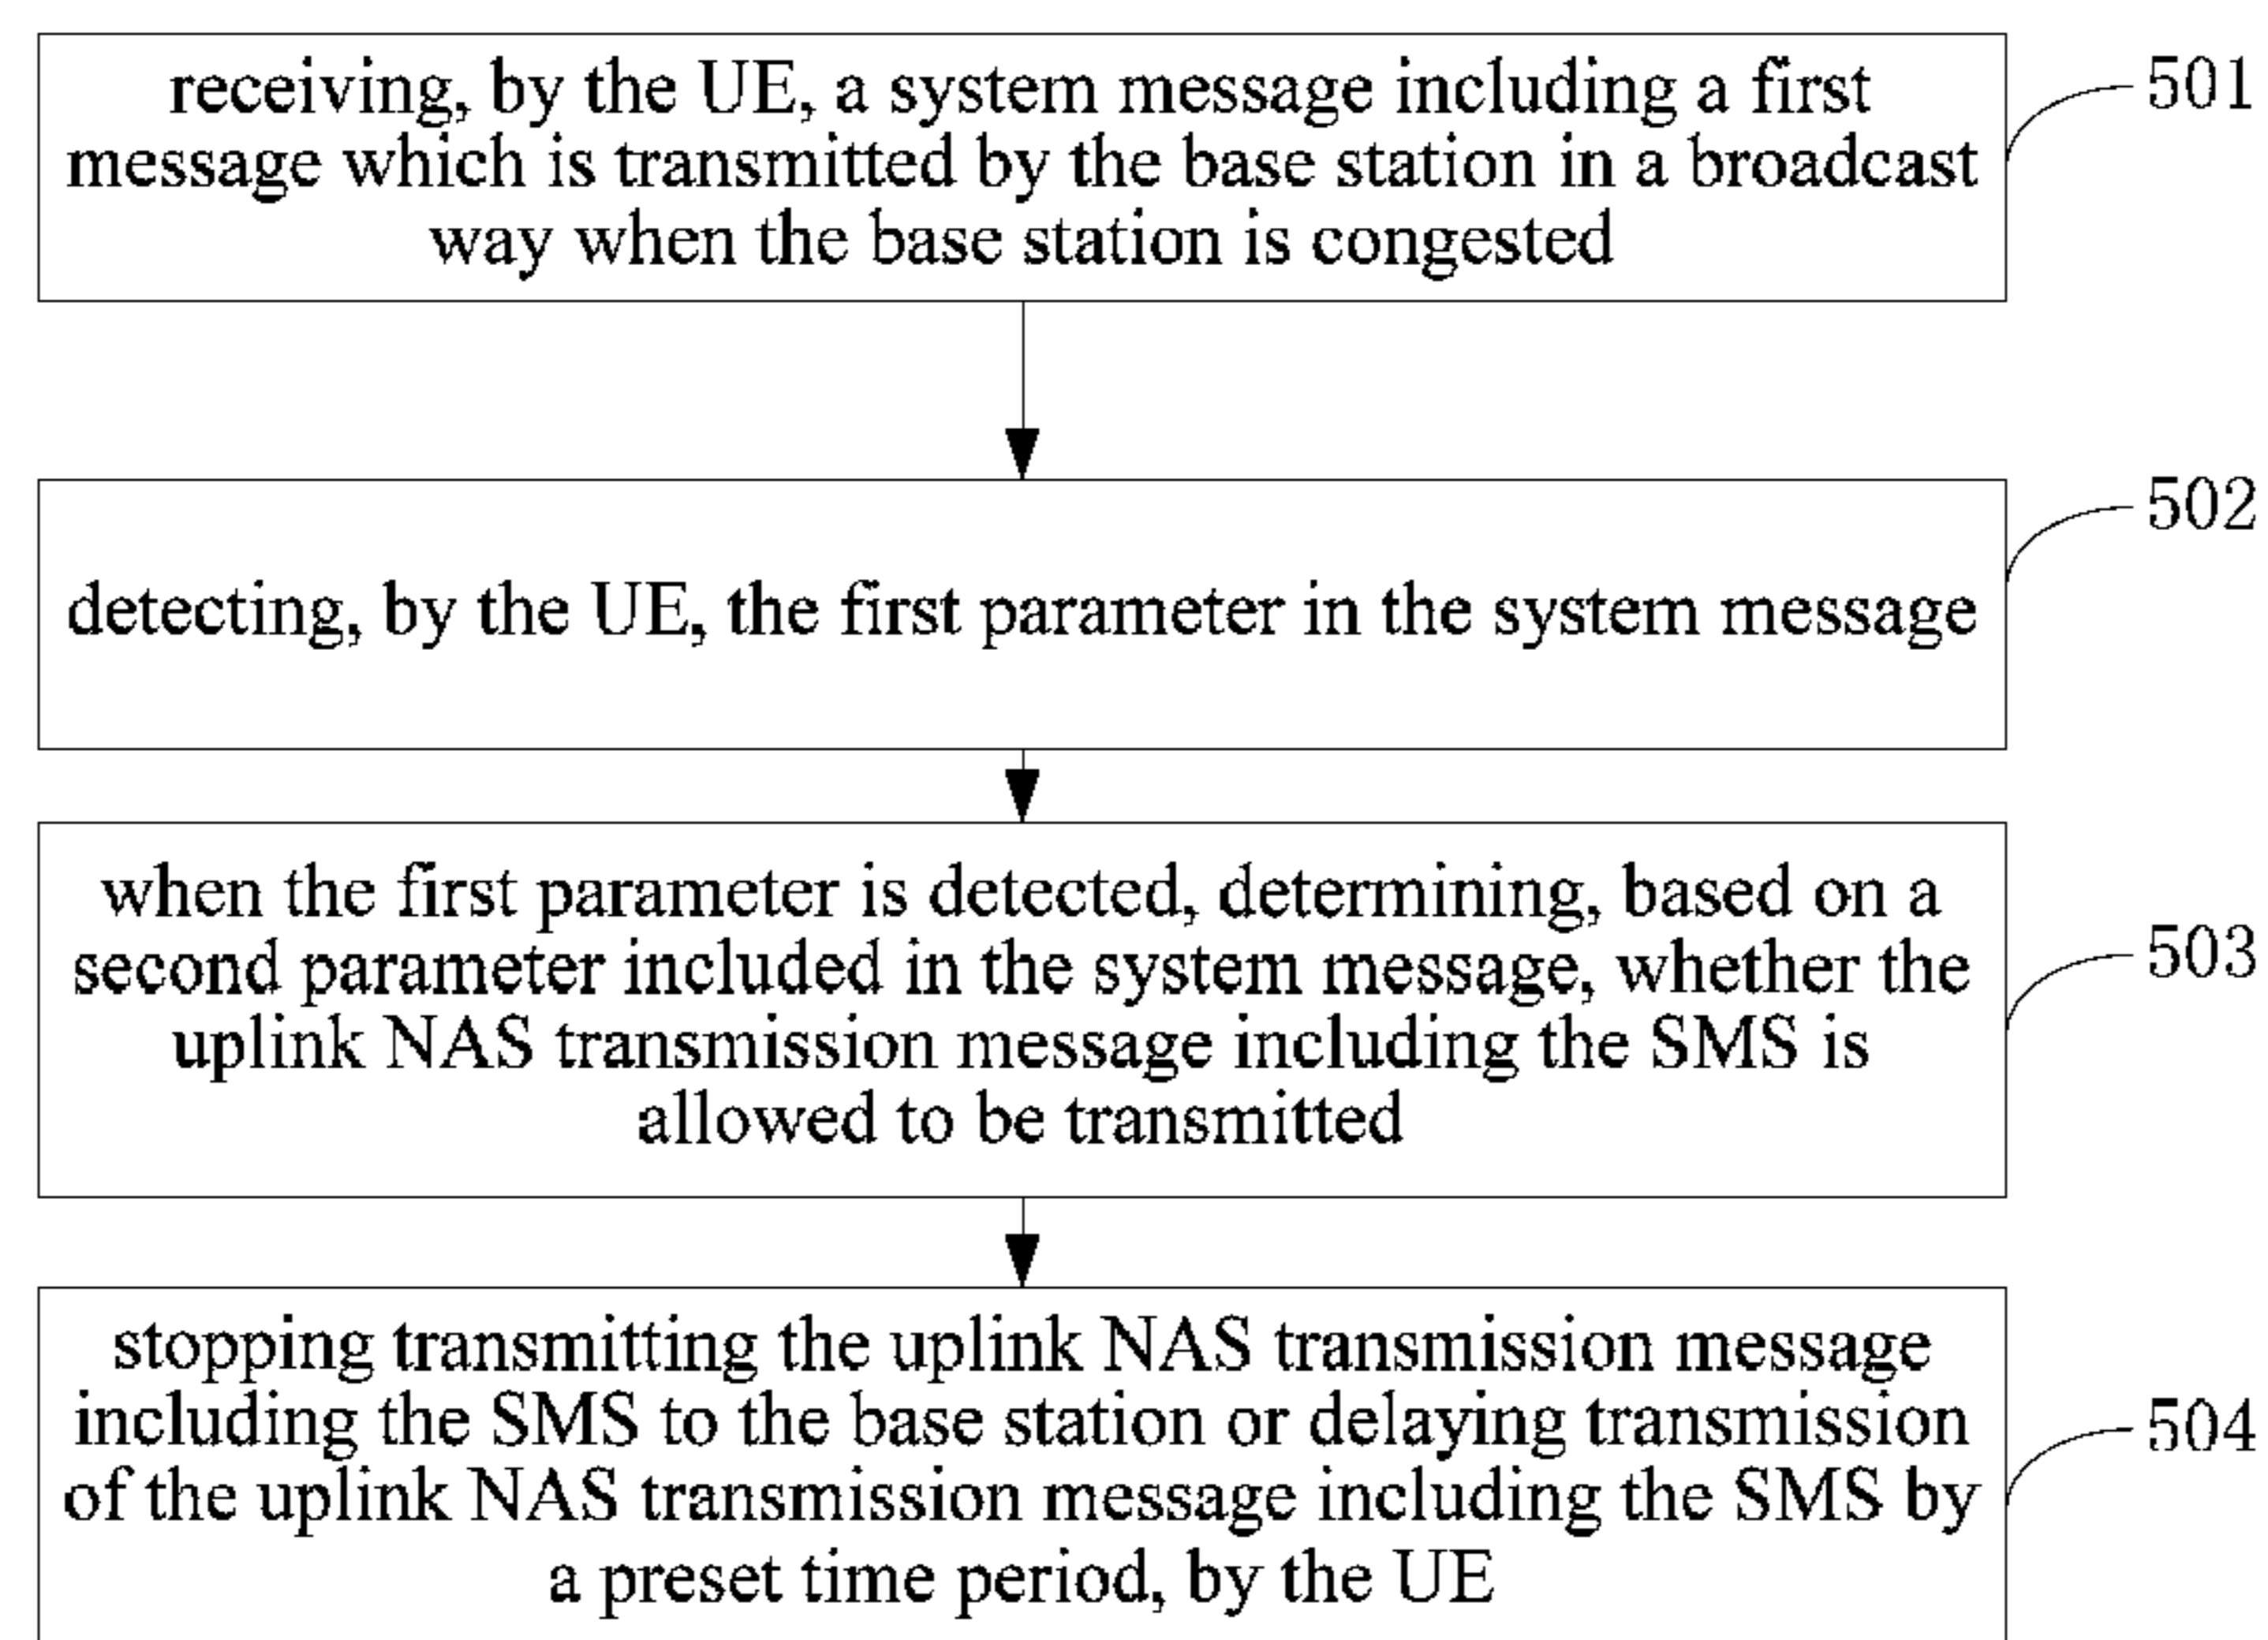 receiving, by the UE, a system message including a first
message which is transmitted by the base station in a broadcast
way when the base station is congested
501
detecting, by the UE, the first parameter in the system message
502
when the first parameter is detected, determining, based on a
second parameter included in the system message, whether the
uplink NAS transmission message including the SMS is
allowed to be transmitted
503
stopping transmitting the uplink NAS transmission message
including the SMS to the base station or delaying transmission
of the uplink NAS transmission message including the SMS by
a preset time period, by the UE
504